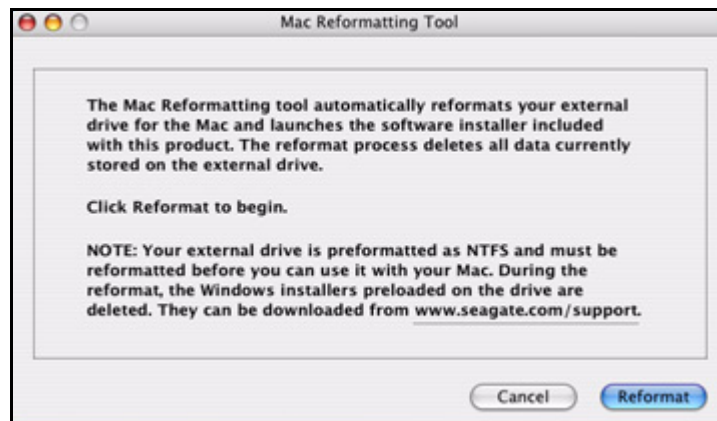 Mac Reformatting Tool
The Mac Reformatting tool automatically reformats your external
drive for the Mac and launches the software installer included
with this product. The reformat process deletes all data currently
stored on the external drive.
Click Reformat to begin.
NOTE: Your external drive is preformatted as NTFS and must be
reformatted before you can use it with your Mac. During the
reformat, the Windows installers preloaded on the drive are
deleted. They can be downloaded from www.seagate.com/support.
Cancel Reformat